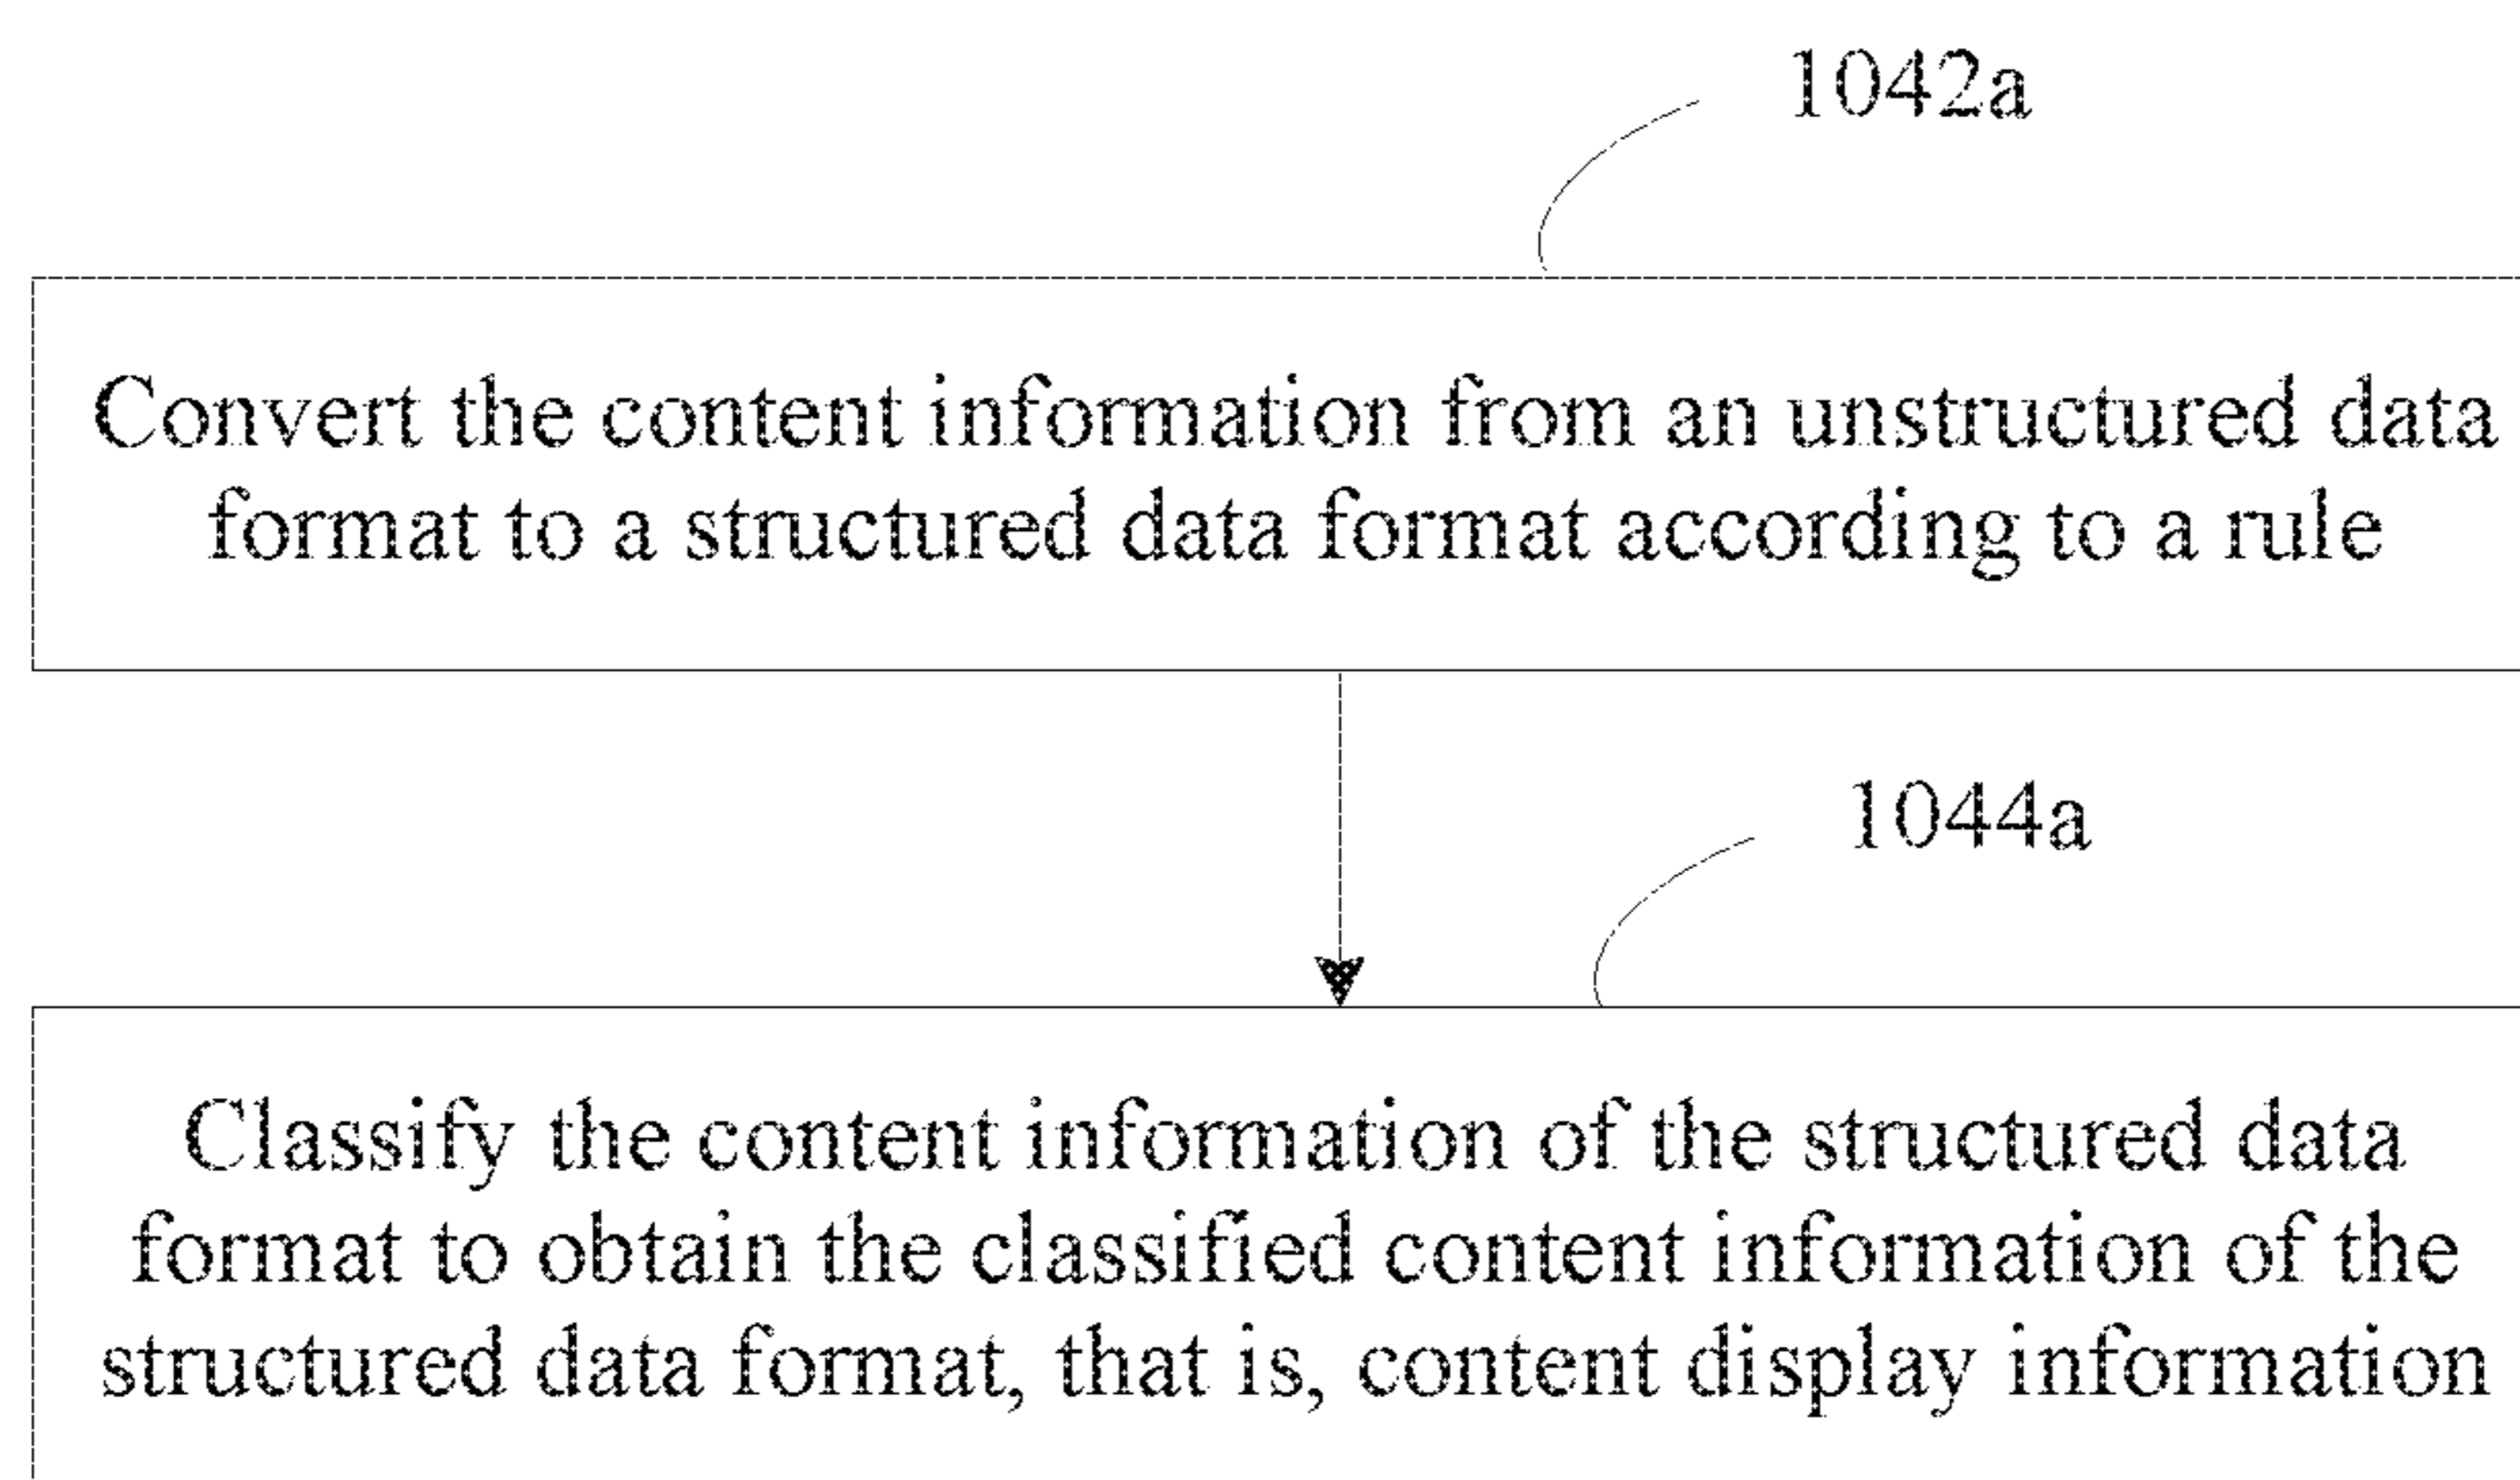 1042a
Convert the content information from an unstructured data
format to a structured data format according to a rule
1044a
Classify the content information of the structured data
format to obtain the classified content information of the
structured data format, that is, content display information